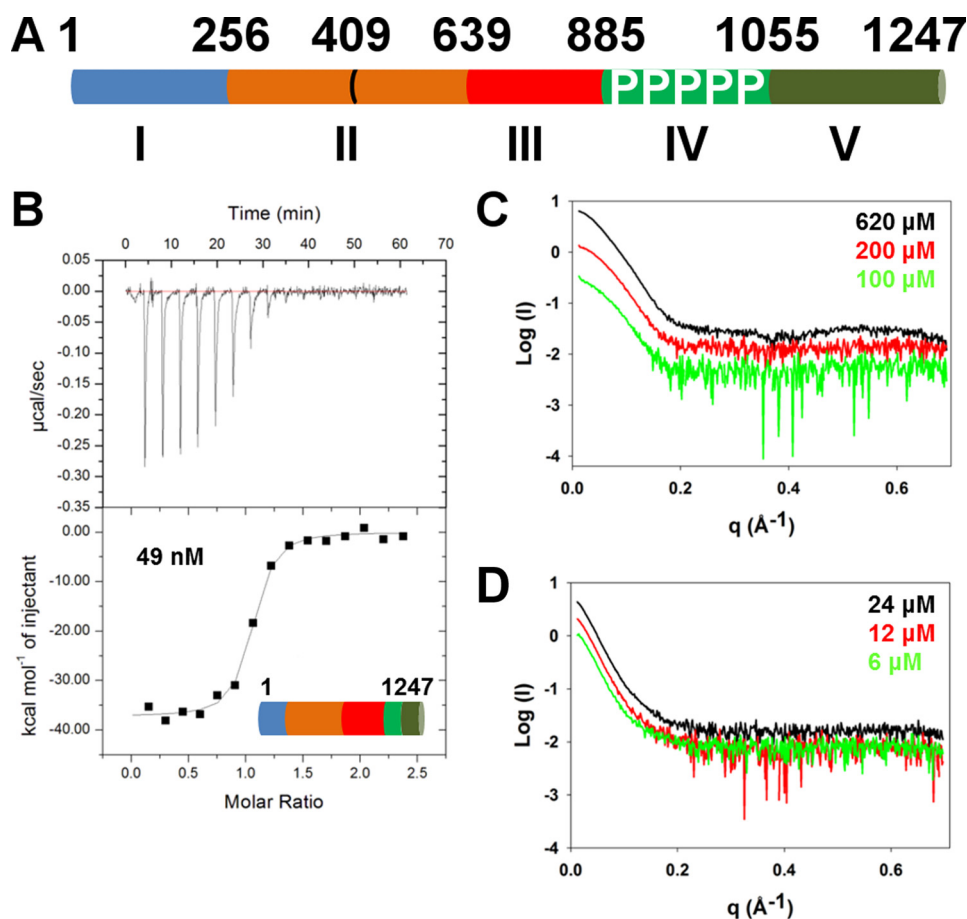 A
1 256 409 639 885 1055 1247
P P P P P
I II III IV V
B
Time (min)
0 10 20 30 40 50 60 70
0.05
0.00
-0.05
-0.10
-0.15
-0.20
-0.25
-0.30
-0.35
µcal/sec
0.00
-10.00
-20.00
-30.00
-40.00
kcal mol-1 of injectant
49 nM
1 1247
0.0 0.5 1.0 1.5 2.0 2.5
Molar Ratio
C
620 µM
200 µM
100 µM
1
0
-1
-2
-3
-4
Log (I)
0.0 0.2 0.4 0.6
q (Å-1)
D
24 µM
12 µM
6 µM
1
0
-1
-2
-3
-4
Log (I)
0.0 0.2 0.4 0.6
q (Å-1)